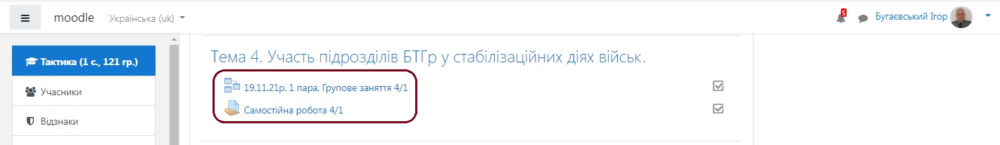 moodle
Українська (uk)
5
Бугаєвський Ігор
Тактика (1 с., 121 гр.)
Учасники
Відзнаки
Тема 4. Участь підрозділів БТГр у стабілізаційних діях військ.
19.11.21р. 1 пара. Групове заняття 4/1
Самостійна робота 4/1